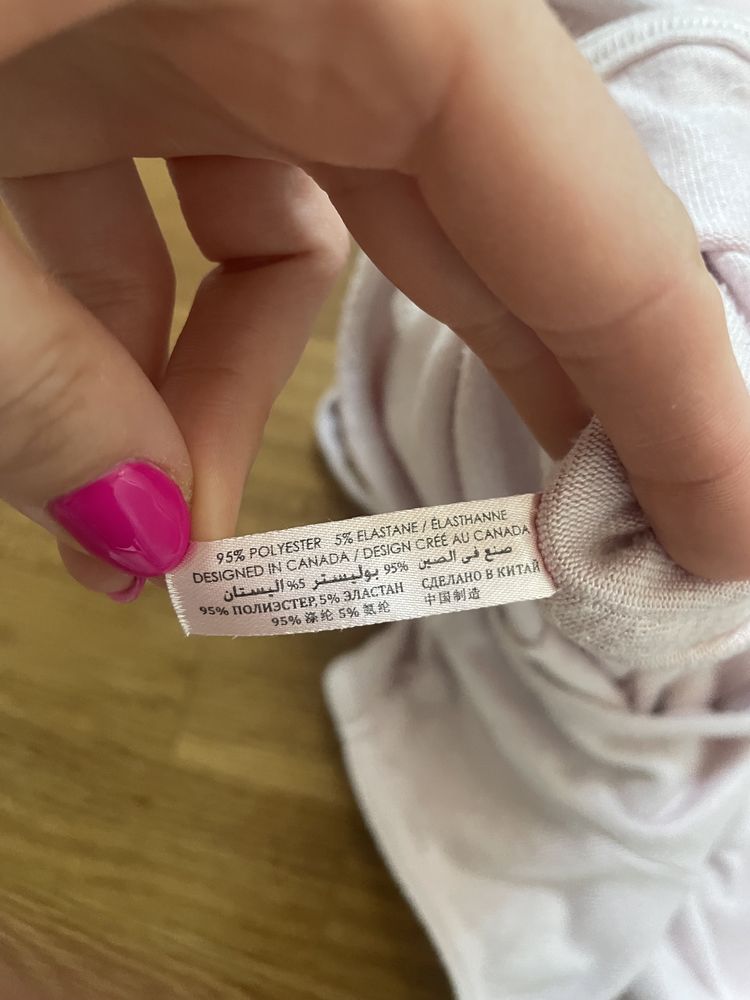 95% POLYESTER 5% ELASTANE / ÉLASTHANNE
DESIGNED IN CANADA / DESIGN CRÉÉ AU CANADA
95% بوليستر 5% اليستان صنع في الصين
95% ПОЛИЭСТЕР, 5% ЭЛАСТАН СДЕЛАНО В КИТАЙ
95% 涤纶 5% 氨纶 中国制造